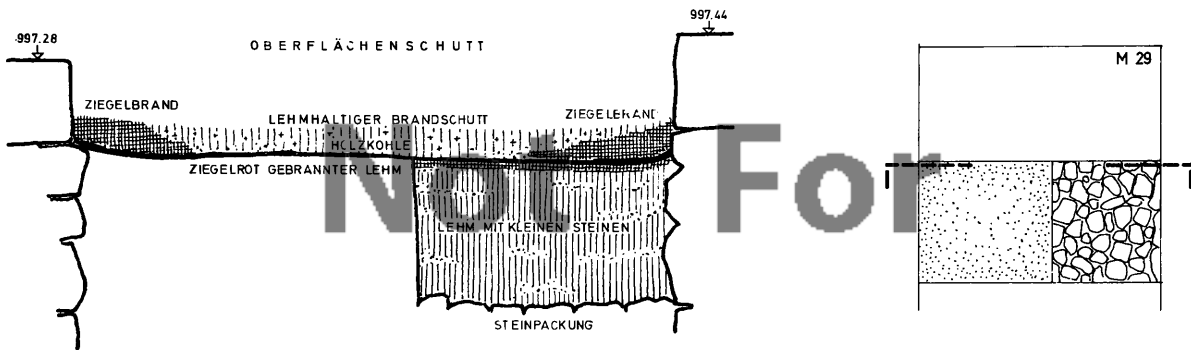 997.28
997.44
OBERFLÄCHENSCHUTT
M 29
ZIEGELBRAND
LEHMHALTIGER BRANDSCHUTT
ZIEGELBRAND
HOLZKOHLE
ZIEGELROT GEBRANNTER LEHM
Not For
LEHM MIT KLEINEN STEINEN
STEINPACKUNG